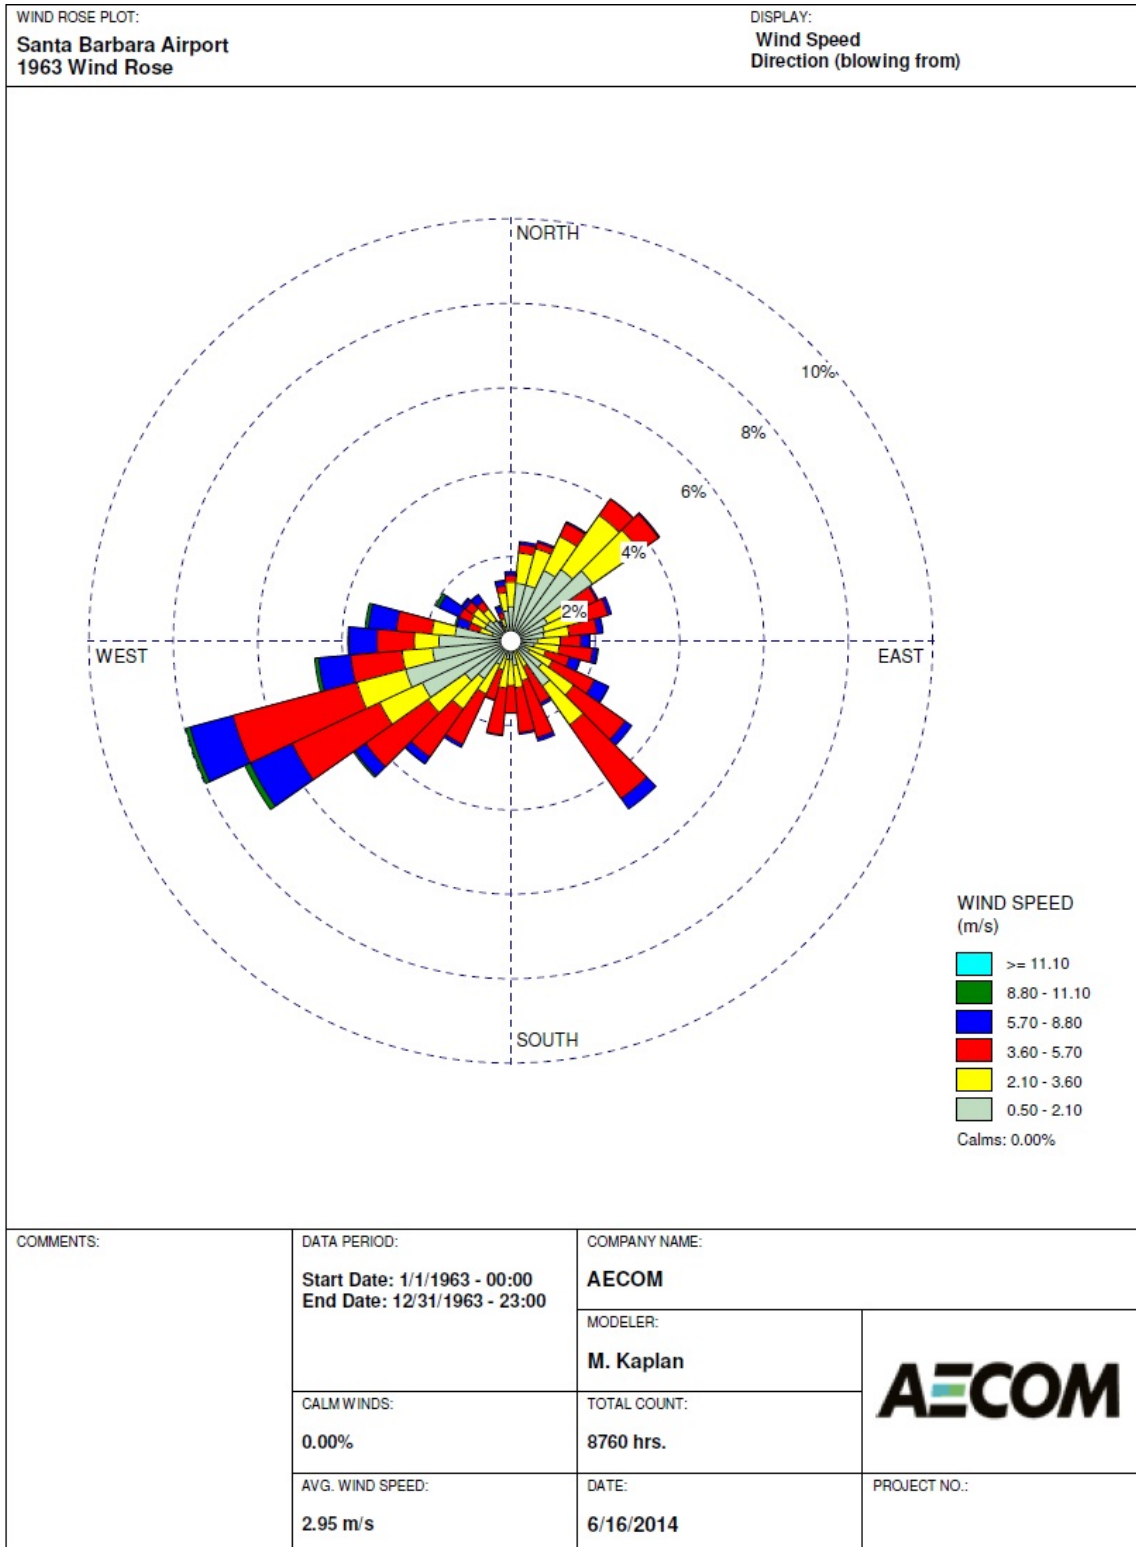 WIND ROSE PLOT:
Santa Barbara Airport
1963 Wind Rose
DISPLAY:
Wind Speed
Direction (blowing from)
NORTH
10%
8%
6%
4%
2%
WEST
EAST
SOUTH
WIND SPEED
(m/s)
>= 11.10
8.80 - 11.10
5.70 - 8.80
3.60 - 5.70
2.10 - 3.60
0.50 - 2.10
Calms: 0.00%
COMMENTS:
DATA PERIOD:
Start Date: 1/1/1963 - 00:00
End Date: 12/31/1963 - 23:00
COMPANY NAME:
AECOM
MODELER:
M. Kaplan
AECOM
CALM WINDS:
0.00%
TOTAL COUNT:
8760 hrs.
AVG. WIND SPEED:
2.95 m/s
DATE:
6/16/2014
PROJECT NO.: